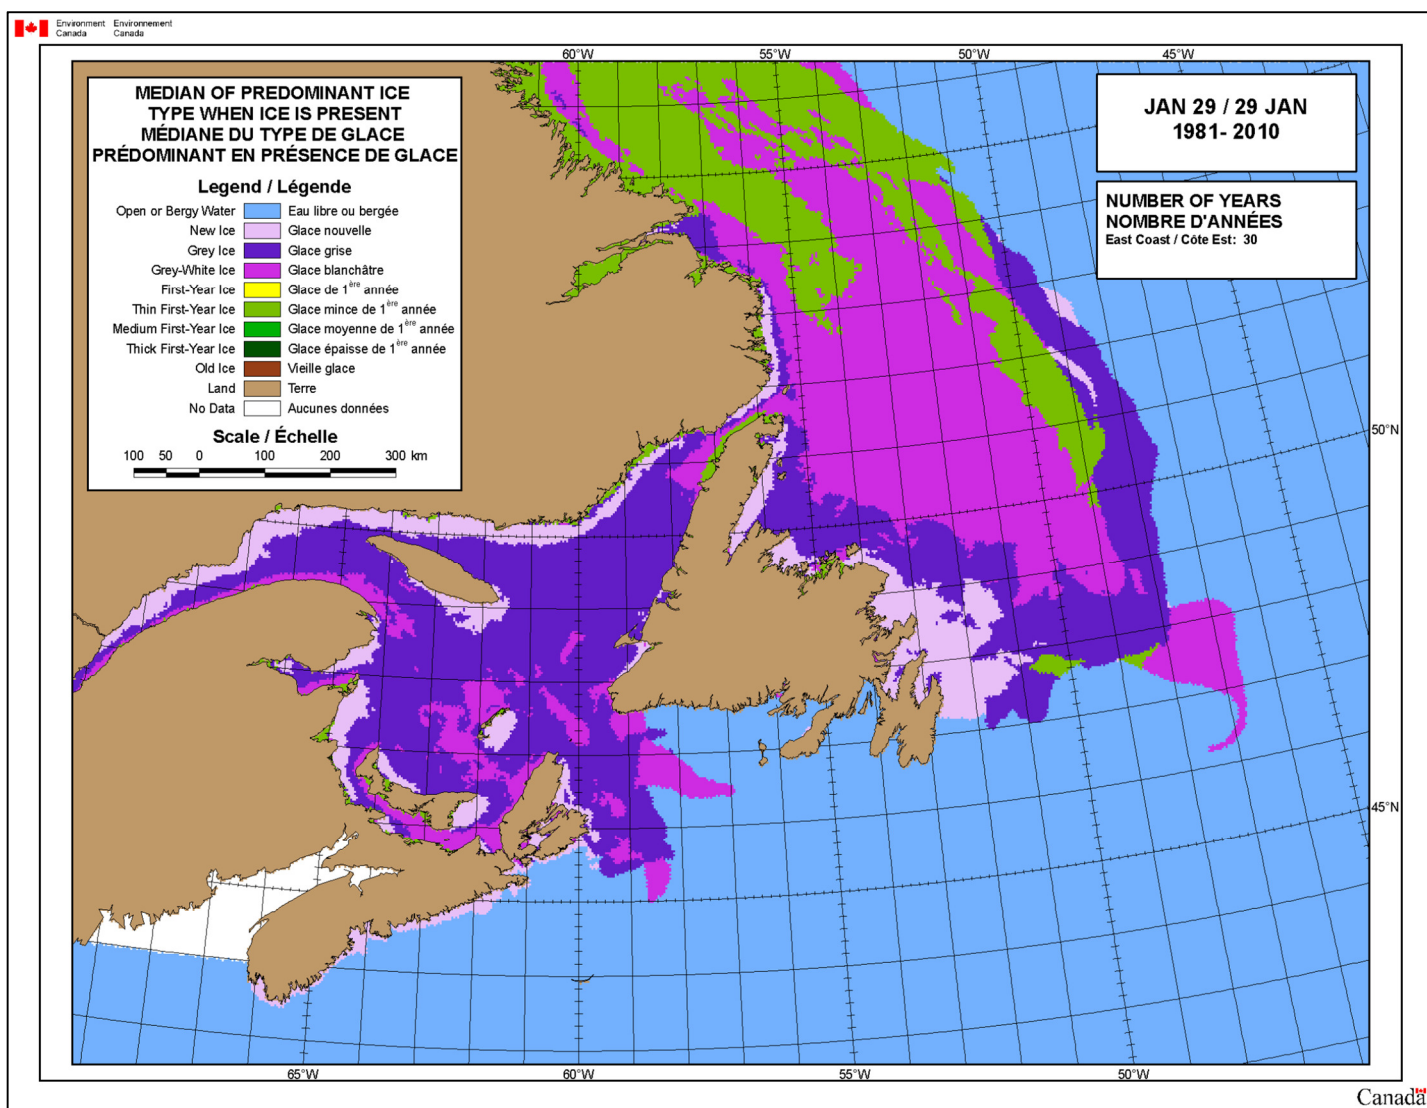 Environment Environnement
Canada Canada
60°W 55°W 50°W 45°W
MEDIAN OF PREDOMINANT ICE
TYPE WHEN ICE IS PRESENT
MÉDIANE DU TYPE DE GLACE
PRÉDOMINANT EN PRÉSENCE DE GLACE
Legend / Légende
Open or Bergy Water Eau libre ou bergée
New Ice Glace nouvelle
Grey Ice Glace grise
Grey-White Ice Glace blanchâtre
First-Year Ice Glace de 1ère année
Thin First-Year Ice Glace mince de 1ère année
Medium First-Year Ice Glace moyenne de 1ère année
Thick First-Year Ice Glace épaisse de 1ère année
Old Ice Vieille glace
Land Terre
No Data Aucunes données
Scale / Échelle
100 50 0 100 200 300 km
JAN 29 / 29 JAN
1981- 2010
NUMBER OF YEARS
NOMBRE D'ANNÉES
East Coast / Côte Est: 30
50°N
45°N
65°W 60°W 55°W 50°W
Canada